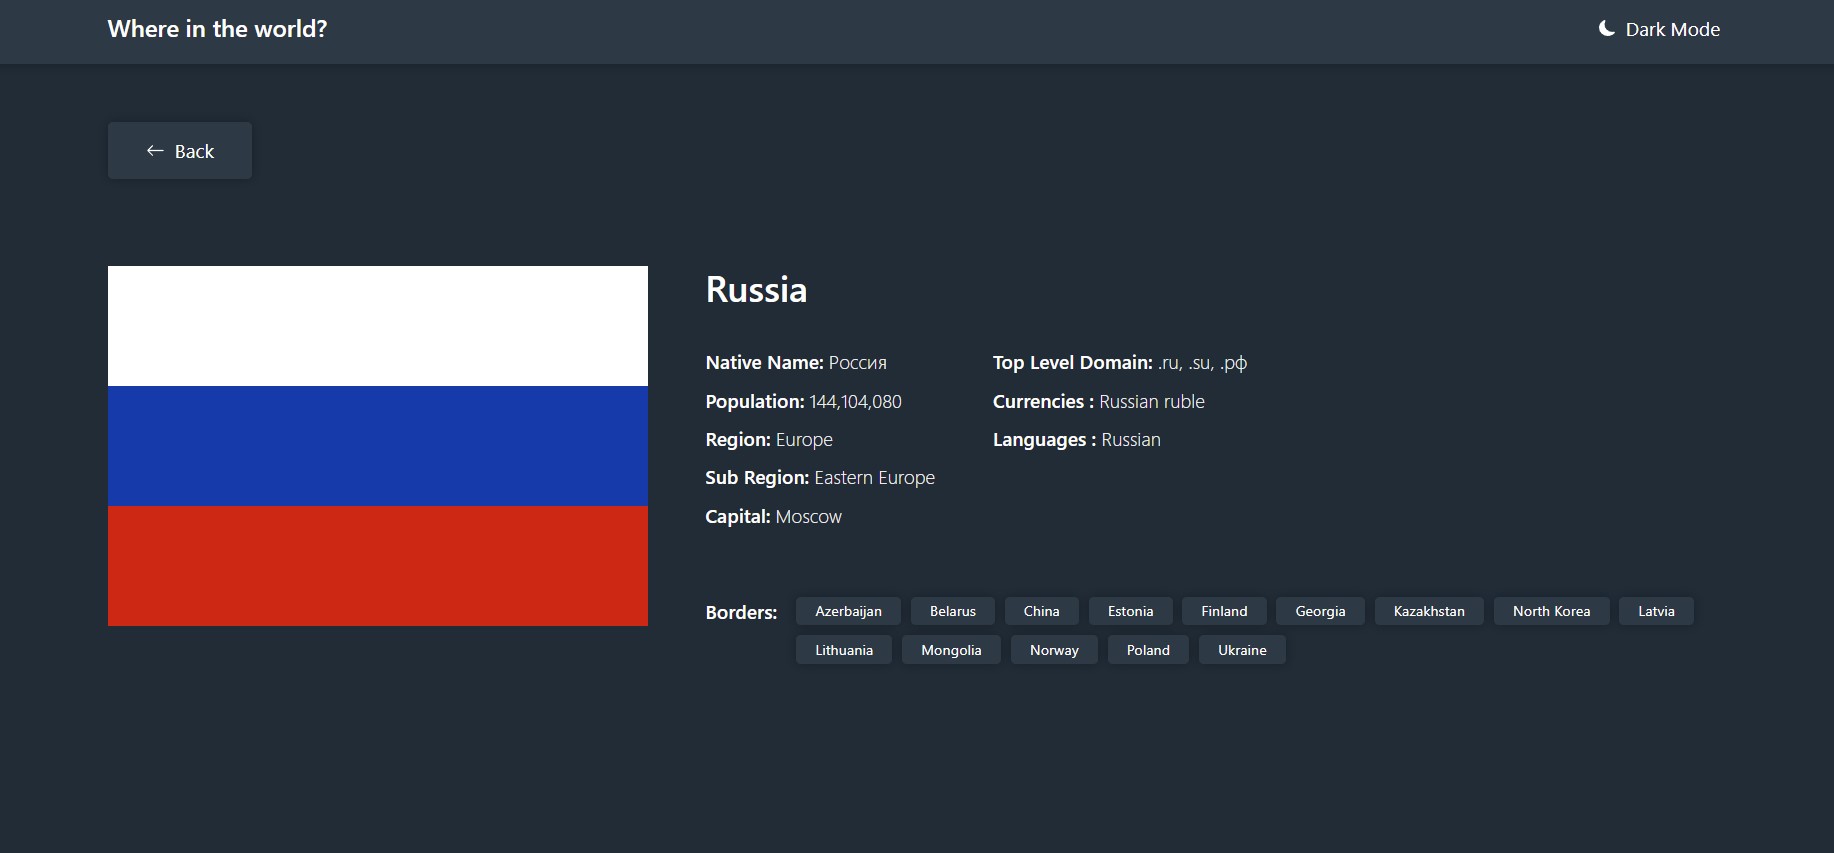 Where in the world?
Dark Mode
Back
Russia
Native Name: Россия
Population: 144,104,080
Region: Europe
Sub Region: Eastern Europe
Capital: Moscow
Top Level Domain: .ru, .su, .рф
Currencies : Russian ruble
Languages : Russian
Borders: Azerbaijan Belarus China Estonia Finland Georgia Kazakhstan North Korea Latvia
Lithuania Mongolia Norway Poland Ukraine